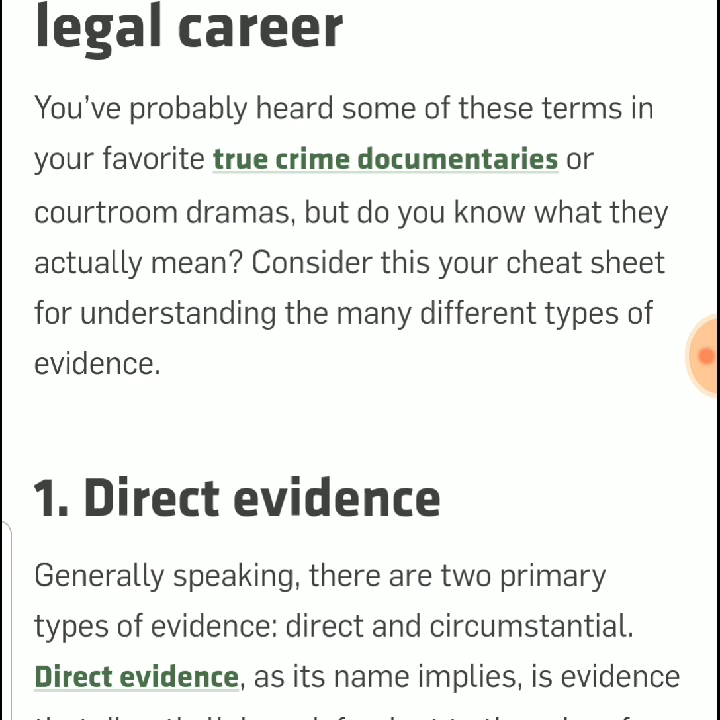 legal career
You’ve probably heard some of these terms in
your favorite true crime documentaries or
courtroom dramas, but do you know what they
actually mean? Consider this your cheat sheet
for understanding the many different types of
evidence.
1. Direct evidence
Generally speaking, there are two primary
types of evidence: direct and circumstantial.
Direct evidence, as its name implies, is evidence